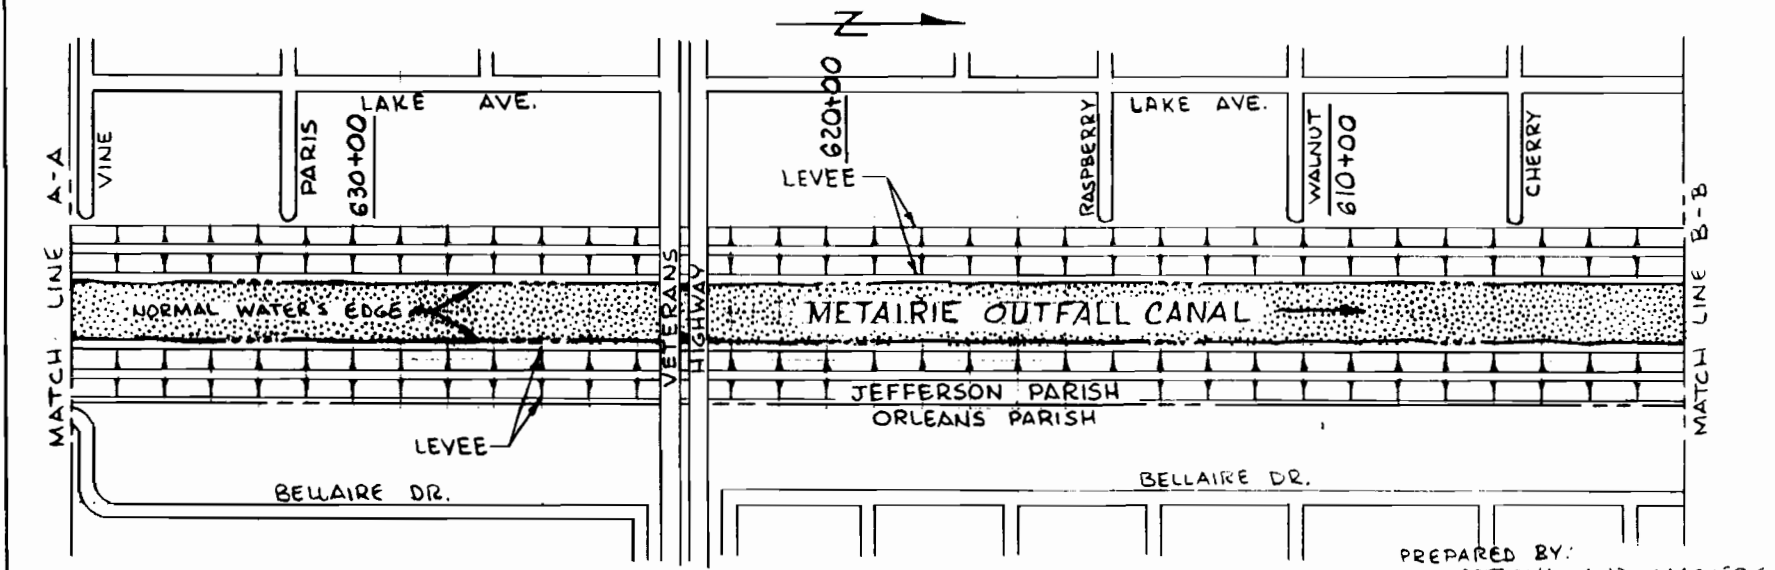 N
LAKE AVE.
LAKE AVE.
VINE
PARIS
630+00
620+00
RASPBERRY
WALNUT
610+00
CHERRY
LEVEE
MATCH LINE A-A
MATCH LINE B-B
VETERANS
HIGHWAY
NORMAL WATER'S EDGE
METAIRIE OUTFALL CANAL
JEFFERSON PARISH
ORLEANS PARISH
LEVEE
BELLAIRE DR.
BELLAIRE DR.
PREPARED BY: